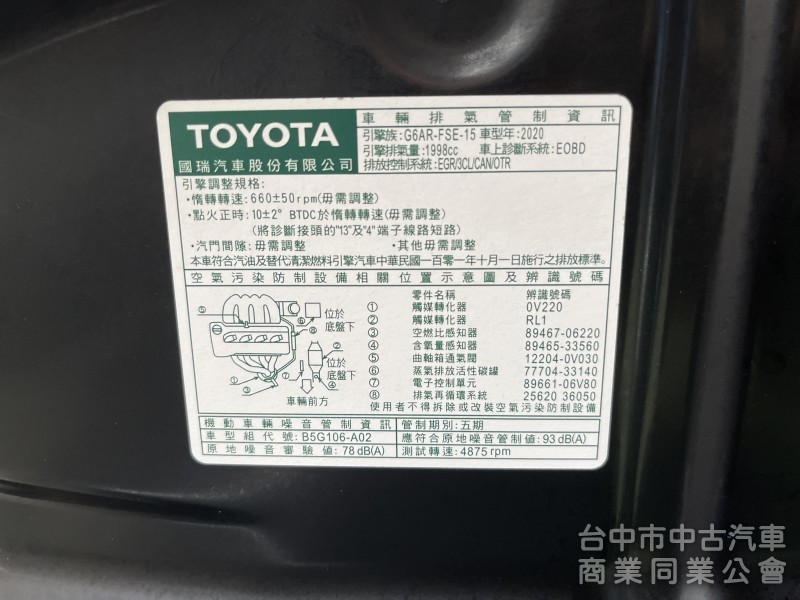 TOYOTA
國瑞汽車股份有限公司
車輛排氣管制資訊
引擎族:G6AR-FSE-15 車型年:2020
引擎排氣量:1998cc 車上診斷系統:EOBD
排放控制系統:EGR/3CL/CAN/OTR
引擎調整規格:
•惰轉轉速:660±50rpm(毋需調整)
•點火正時:10±2° BTDC於惰轉轉速(毋需調整)
(將診斷接頭的"13"及"4"端子線路短路)
•汽門間隙:毋需調整 •其他毋需調整
本車符合汽油及替代清潔燃料引擎汽車中華民國一百零一年十月一日施行之排放標準。
空氣污染防制設備相關位置示意圖及辨識號碼
零件名稱 辨識號碼
① 觸媒轉化器 0V220
② 觸媒轉化器 RL1
③ 空燃比感知器 89467-06220
④ 含氧量感知器 89465-33560
⑤ 曲軸箱通氣閥 12204-0V030
⑥ 蒸氣排放活性碳罐 77704-33140
⑦ 電子控制單元 89661-06V80
⑧ 排氣再循環系統 25620 36050
使用者不得拆除或改裝空氣污染防制設備
⑤
⑥
位於
底盤下
⑧
②
位於
底盤下
⑦
①
③
④
車輛前方
機動車輛噪音管制資訊 管制期別:五期
車型組代號:B5G106-A02 應符合原地噪音管制值:93 dB(A)
原地噪音審驗值:78 dB(A) 測試轉速:4875 rpm
台中市中古汽車
商業同業公會